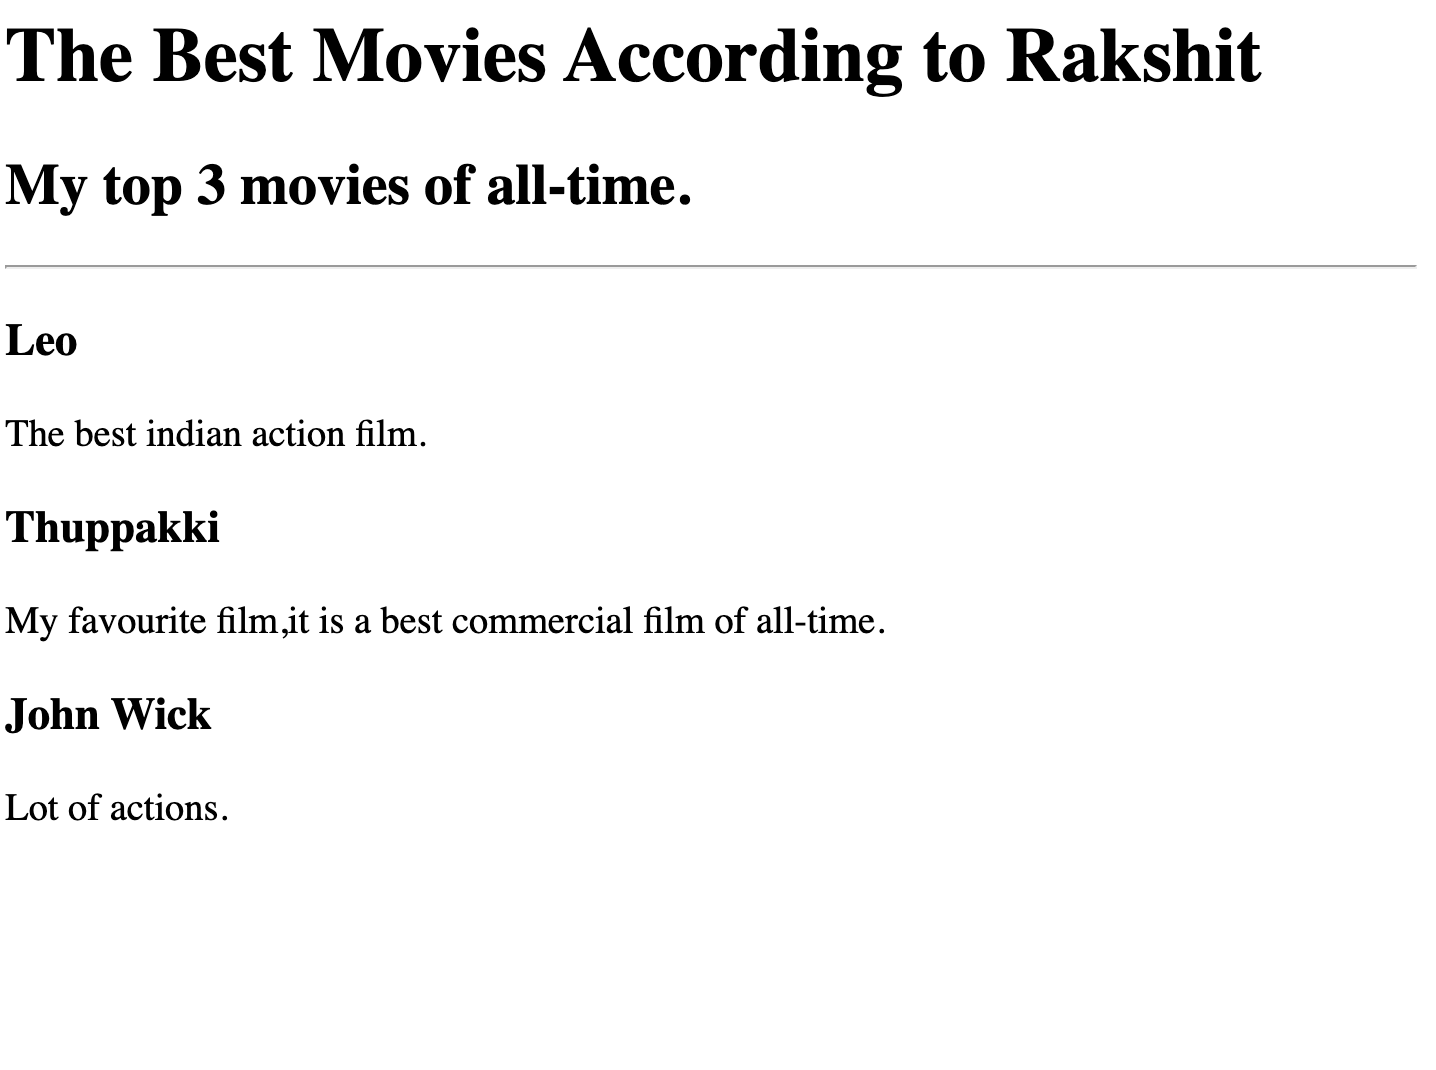 The Best Movies According to Rakshit
My top 3 movies of all-time.
Leo
The best indian action film.
Thuppakki
My favourite film,it is a best commercial film of all-time.
John Wick
Lot of actions.